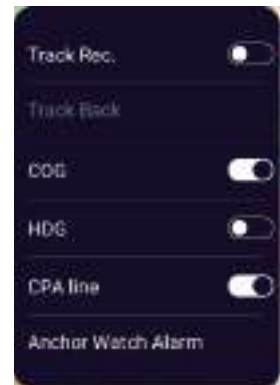 Track Rec.
Track Back
COG
HDG
CPA line
Anchor Watch Alarm